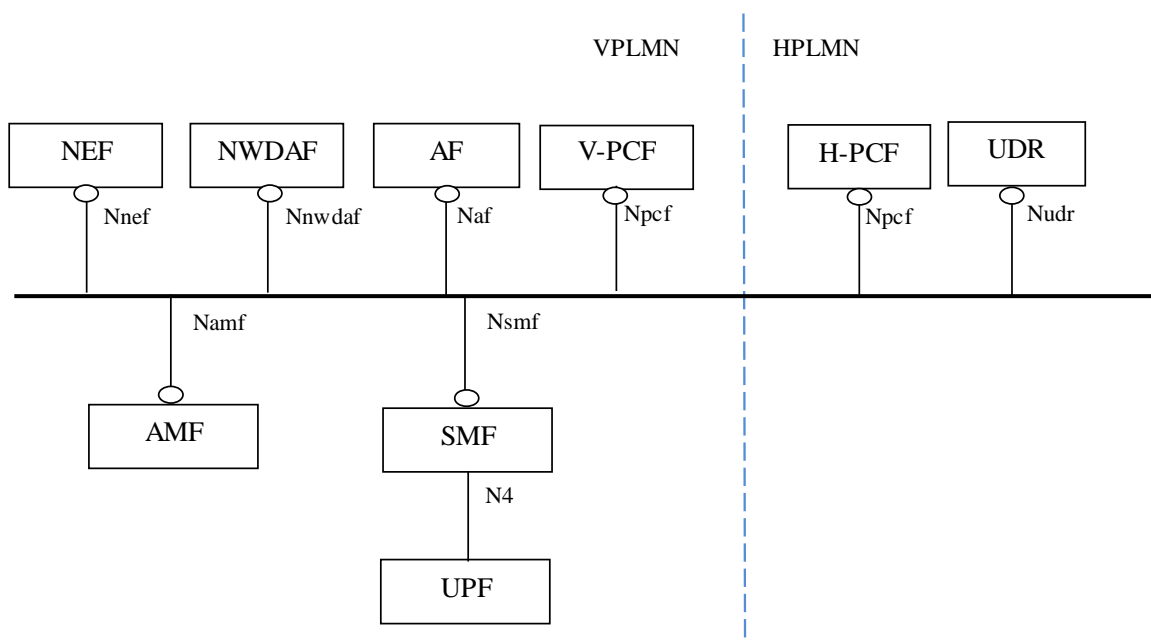 VPLMN HPLMN
NEF NWDAF AF V-PCF H-PCF UDR
Nnef Nnwdaf Naf Npcf Npcf Nudr
Namf Nsmf
AMF SMF
N4
UPF